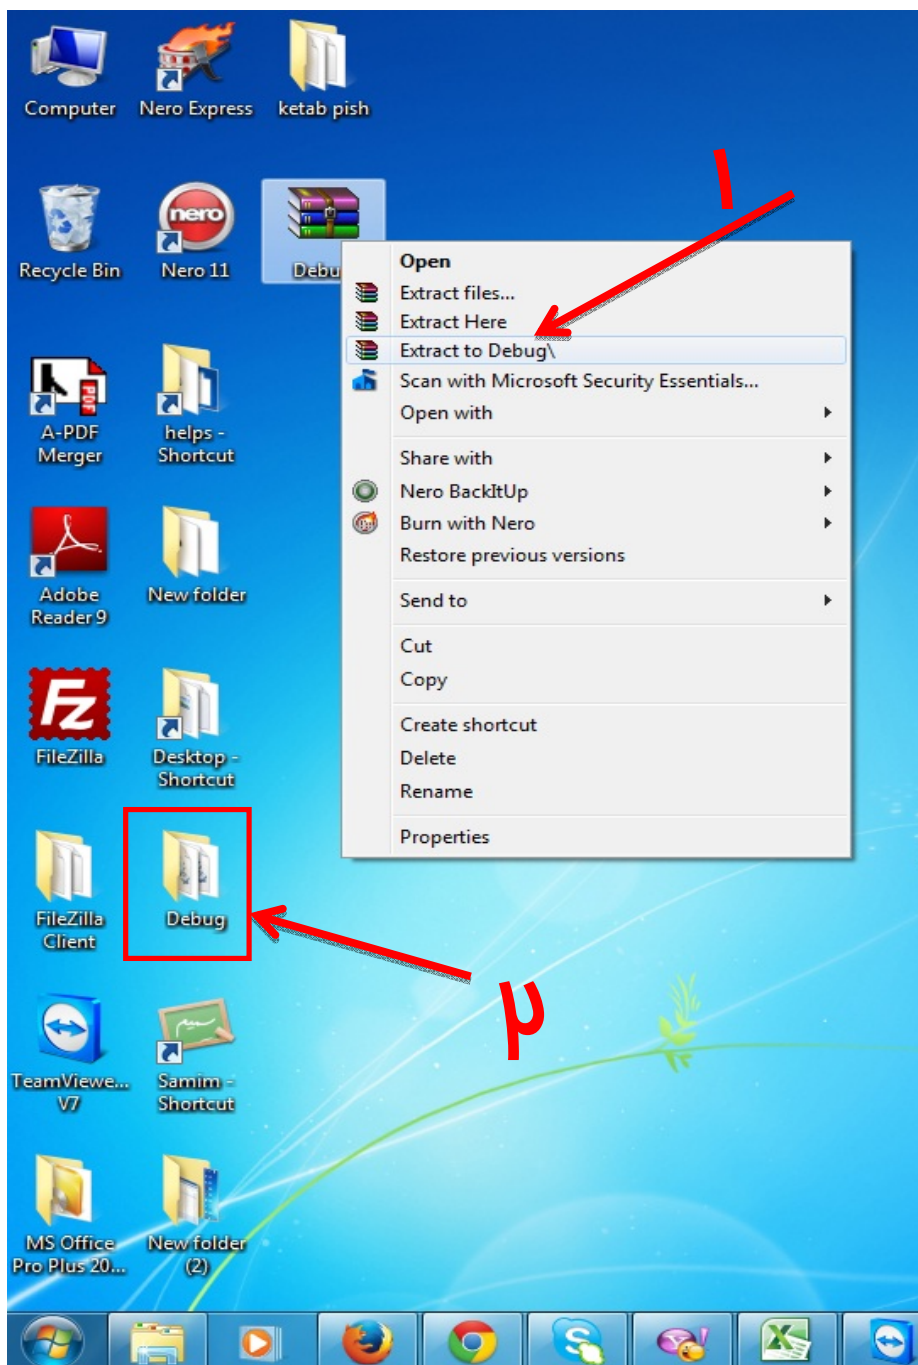 Computer
Nero Express
ketab pish
۱
Recycle Bin
Nero 11
Debu
Open
Extract files...
Extract Here
Extract to Debug\
Scan with Microsoft Security Essentials...
Open with
Share with
Nero BackItUp
Burn with Nero
Restore previous versions
Send to
Cut
Copy
Create shortcut
Delete
Rename
Properties
A-PDF
Merger
helps -
Shortcut
Adobe
Reader 9
New folder
FileZilla
Desktop -
Shortcut
FileZilla
Client
Debug
۲
TeamViewe...
V7
Samim -
Shortcut
MS Office
Pro Plus 20...
New folder
(2)